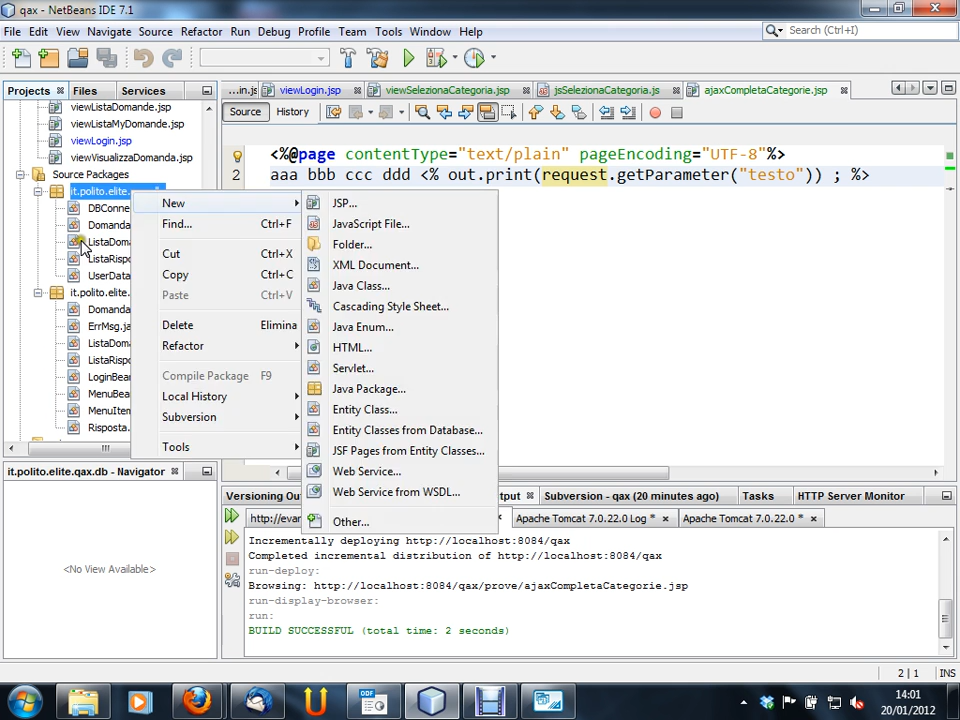 qax - NetBeans IDE 7.1
File Edit View Navigate Source Refactor Run Debug Profile Team Tools Window Help
Search (Ctrl+I)
Projects Files Services
...in.js viewLogin.jsp viewSelezionaCategoria.jsp jsSelezionaCategoria.js ajaxCompletaCategorie.jsp
Source History
viewListaDomande.jsp
viewListaMyDomande.jsp
viewLogin.jsp
viewVisualizzaDomanda.jsp
Source Packages
it.polito.elite.
DBConne
Domanda
ListaDom
ListaRispo
UserData
it.polito.elite.
Domanda
ErrMsg.ja
ListaDom
ListaRispo
LoginBear
MenuBea
MenuItem
Risposta.
<%@page contentType="text/plain" pageEncoding="UTF-8"%>
2 aaa bbb ccc ddd <% out.print(request.getParameter("testo")) ; %>
New
Find... Ctrl+F
Cut Ctrl+X
Copy Ctrl+C
Paste Ctrl+V
Delete Elimina
Refactor
Compile Package F9
Local History
Subversion
Tools
JSP...
JavaScript File...
Folder...
XML Document...
Java Class...
Cascading Style Sheet...
Java Enum...
HTML...
Servlet...
Java Package...
Entity Class...
Entity Classes from Database...
JSF Pages from Entity Classes...
Web Service...
Web Service from WSDL...
Other...
it.polito.elite.qax.db - Navigator
<No View Available>
Versioning Out tput Subversion - qax (20 minutes ago) Tasks HTTP Server Monitor
http://evar Apache Tomcat 7.0.22.0 Log * Apache Tomcat 7.0.22.0 *
Incrementally deploying http://localhost:8084/qax
Completed incremental distribution of http://localhost:8084/qax
run-deploy:
Browsing: http://localhost:8084/qax/prove/ajaxCompletaCategorie.jsp
run-display-browser:
run:
BUILD SUCCESSFUL (total time: 2 seconds)
2 | 1 INS
14:01
20/01/2012